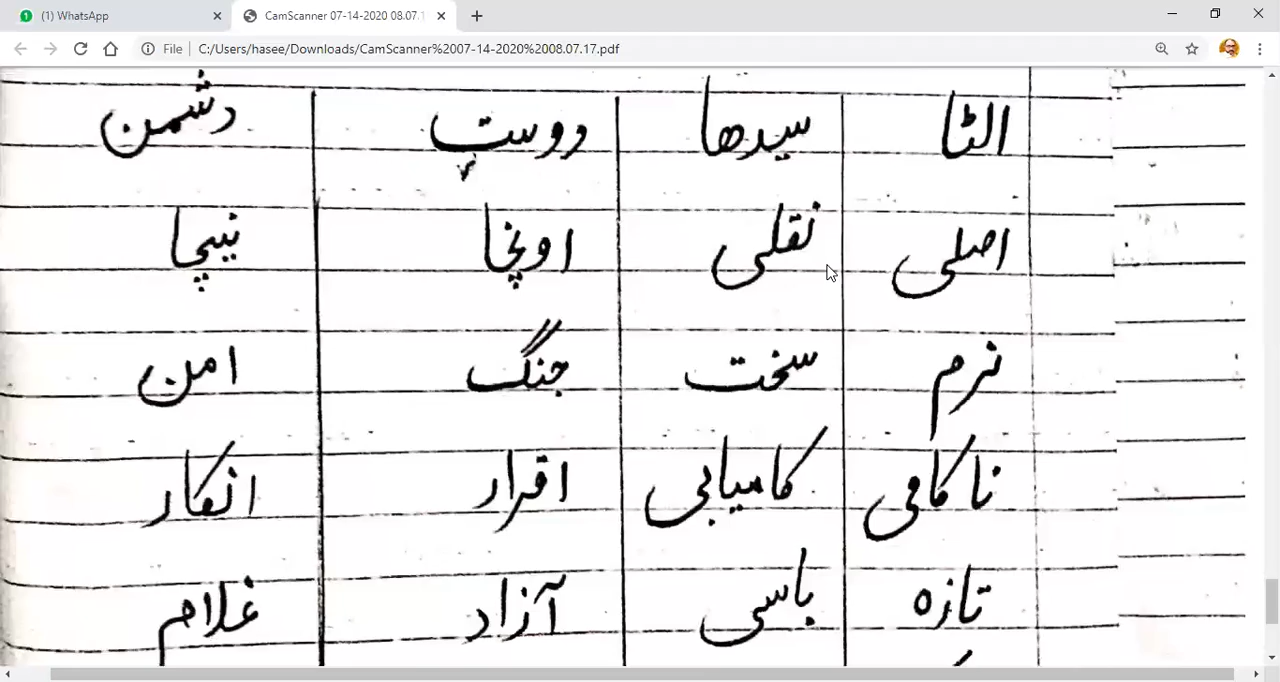 (1) WhatsApp CamScanner 07-14-2020 08.07.1
File C:/Users/hasee/Downloads/CamScanner%2007-14-2020%2008.07.17.pdf
الٹا سیدھا دوست دشمن
اصلی نقلی اونچا نیچا
نرم سخت جنگ امن
ناکامی کامیابی اقرار انکار
تازہ باسی آزاد غلام